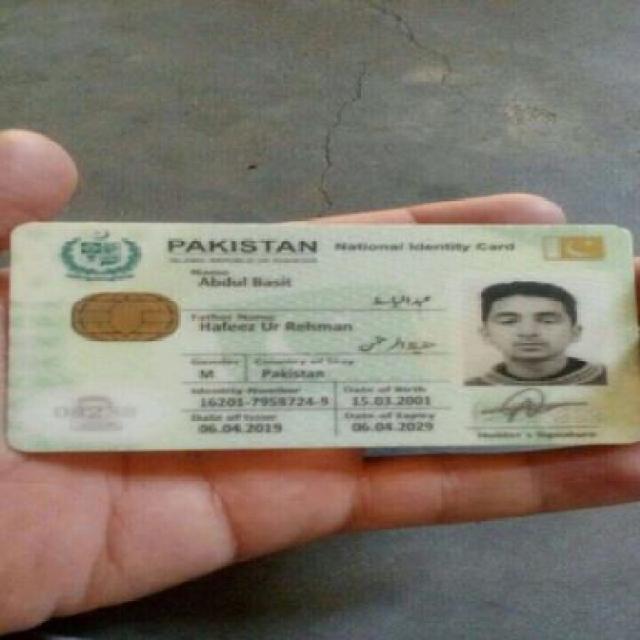 PAKISTAN National Identity Card
ISLAMIC REPUBLIC OF PAKISTAN
Name
Abdul Basit
عبدالباسط
Father Name
Hafeez Ur Rehman
حفیظ الرحمن
Gender Country of Stay
M Pakistan
Identity Number Date of Birth
16201-7958724-9 15.03.2001
Date of Issue Date of Expiry
06.04.2019 06.04.2029
Holder's Signature